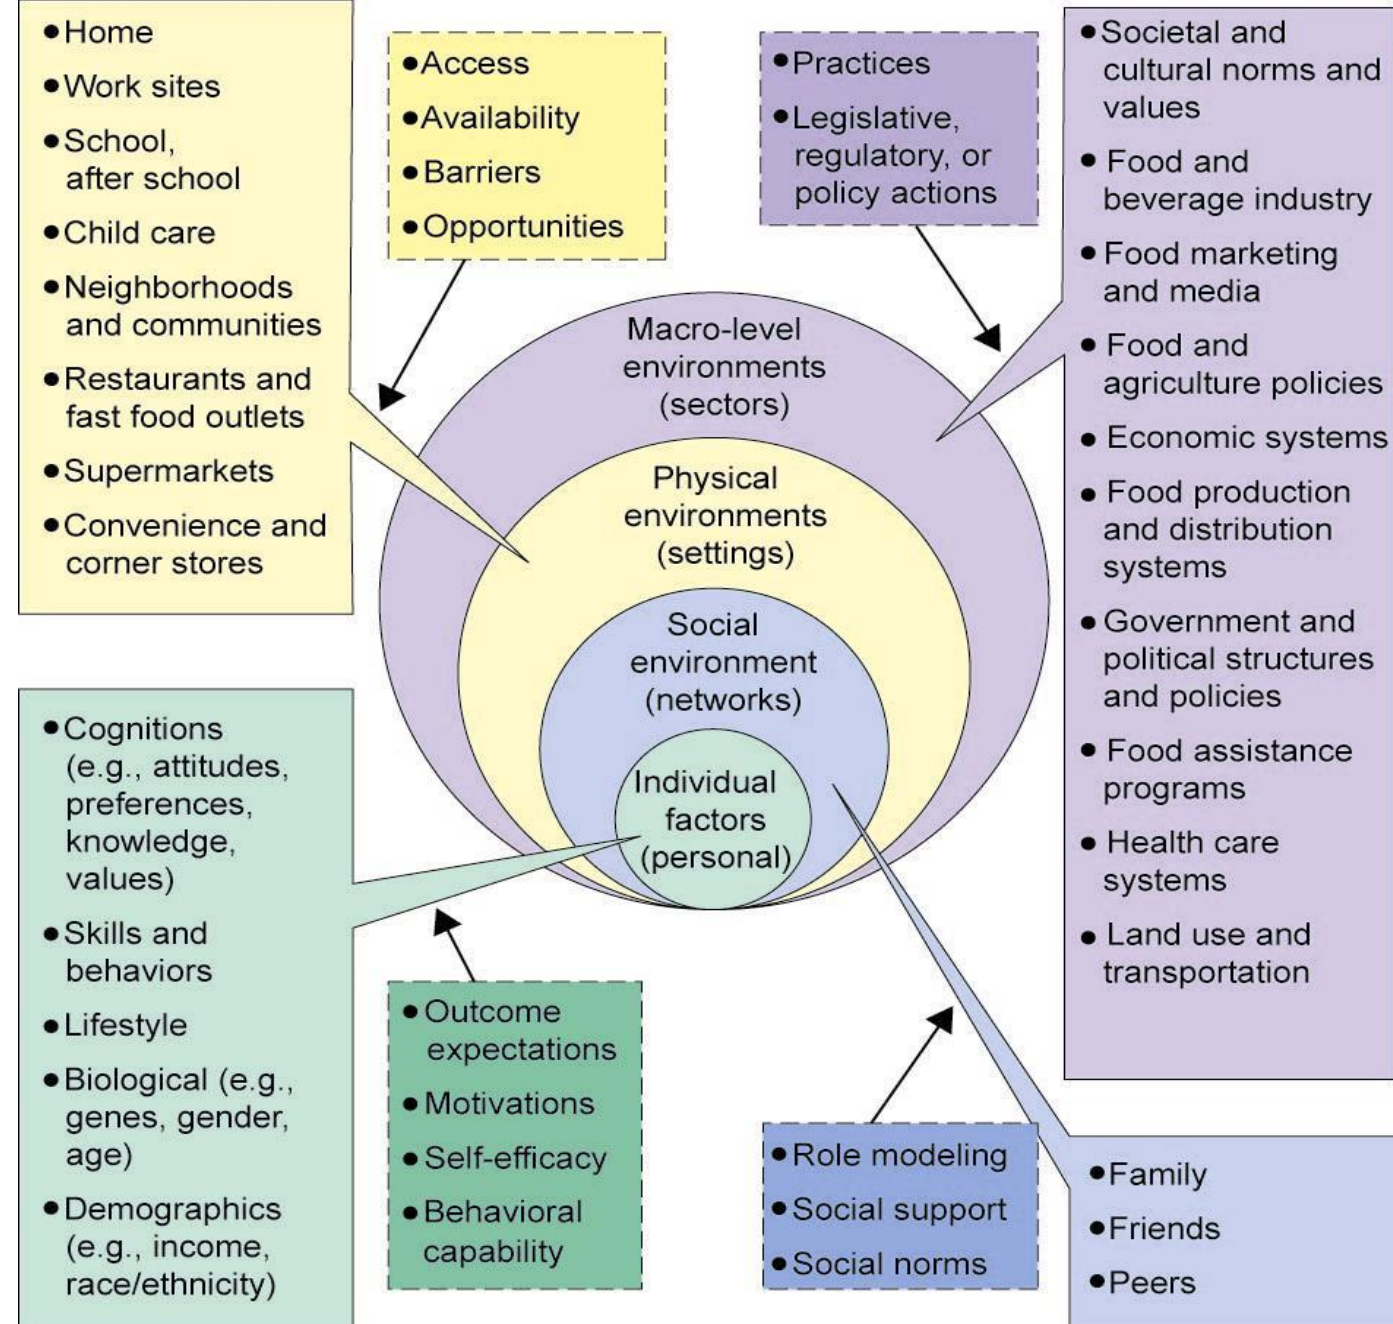 • Home
• Work sites
• School,
after school
• Child care
• Neighborhoods
and communities
• Restaurants and
fast food outlets
• Supermarkets
• Convenience and
corner stores
• Access
• Availability
• Barriers
• Opportunities
• Practices
• Legislative,
regulatory, or
policy actions
• Societal and
cultural norms and
values
• Food and
beverage industry
• Food marketing
and media
• Food and
agriculture policies
• Economic systems
• Food production
and distribution
systems
• Government and
political structures
and policies
• Food assistance
programs
• Health care
systems
• Land use and
transportation
Macro-level
environments
(sectors)
Physical
environments
(settings)
Social
environment
(networks)
Individual
factors
(personal)
• Cognitions
(e.g., attitudes,
preferences,
knowledge,
values)
• Skills and
behaviors
• Lifestyle
• Biological (e.g.,
genes, gender,
age)
• Demographics
(e.g., income,
race/ethnicity)
• Outcome
expectations
• Motivations
• Self-efficacy
• Behavioral
capability
• Role modeling
• Social support
• Social norms
• Family
• Friends
• Peers